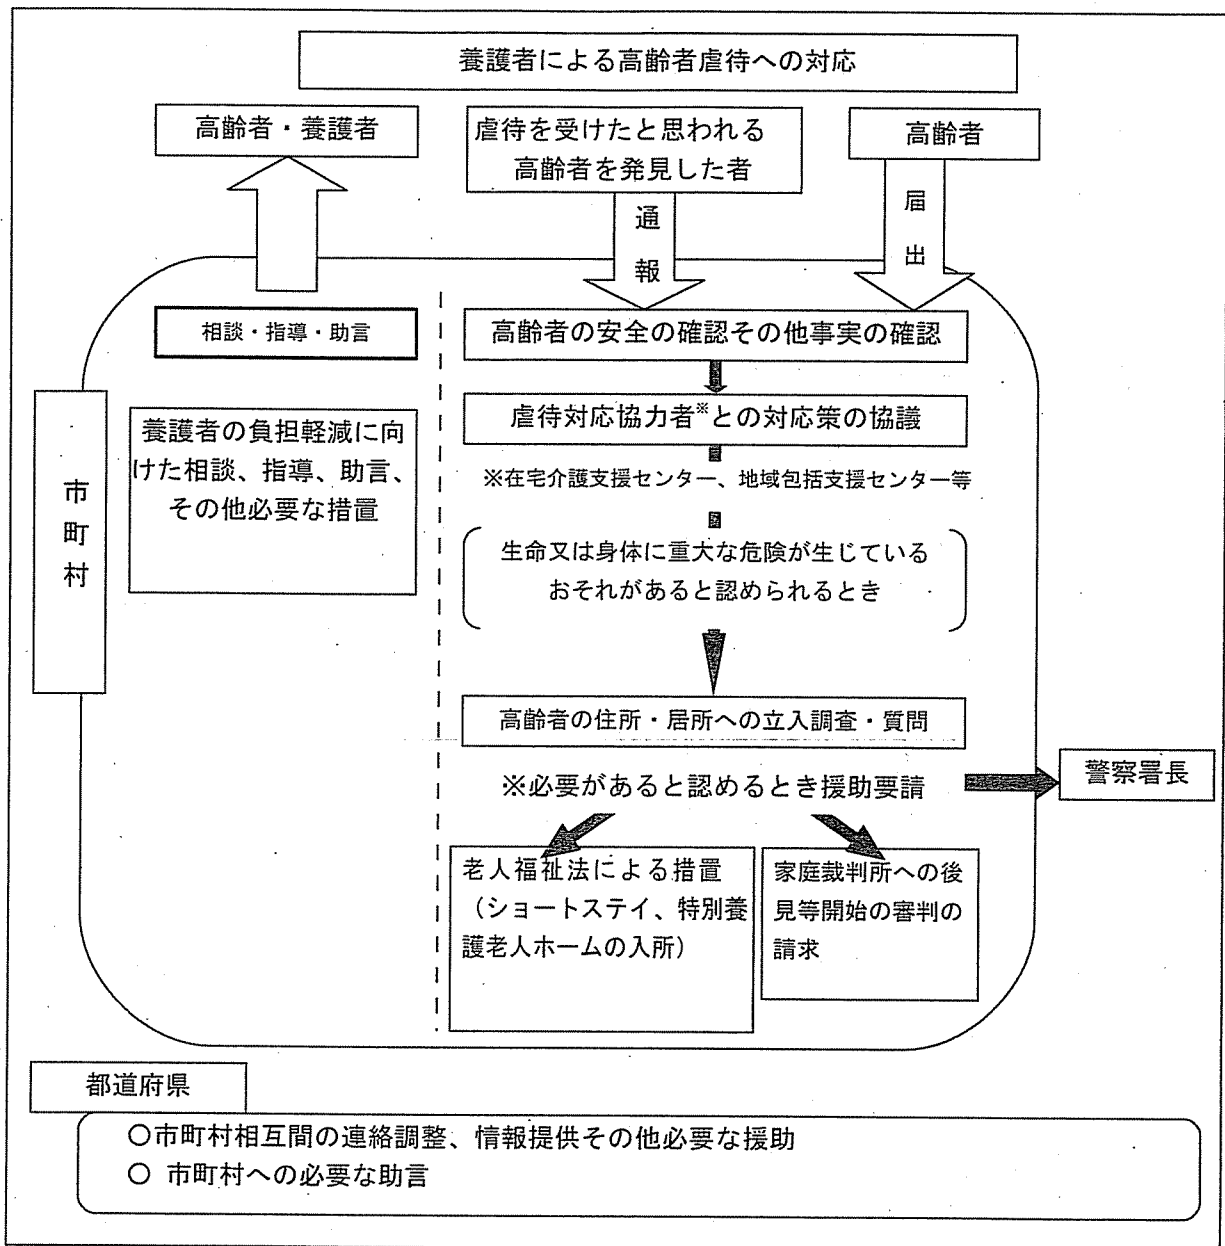 養護者による高齢者虐待への対応
高齢者・養護者
虐待を受けたと思われる
高齢者を発見した者
高齢者
通報
届出
相談・指導・助言
高齢者の安全の確認その他事実の確認
市町村
養護者の負担軽減に向
けた相談、指導、助言、
その他必要な措置
虐待対応協力者※との対応策の協議
※在宅介護支援センター、地域包括支援センター等
生命又は身体に重大な危険が生じている
おそれがあると認められるとき
高齢者の住所・居所への立入調査・質問
※必要があると認めるとき援助要請
警察署長
老人福祉法による措置
（ショートステイ、特別養
護老人ホームの入所）
家庭裁判所への後
見等開始の審判の
請求
都道府県
○市町村相互間の連絡調整、情報提供その他必要な援助
○ 市町村への必要な助言